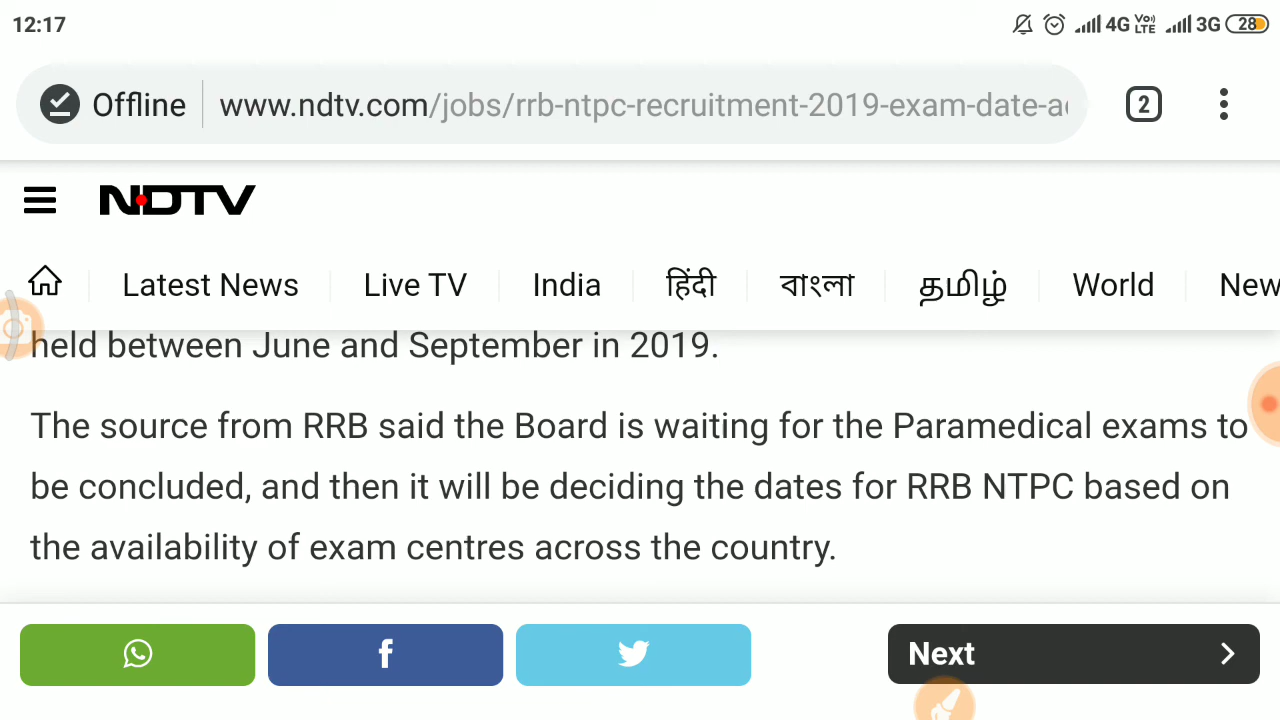 12:17 4G Vo) LTE 3G 28
Offline www.ndtv.com/jobs/rrb-ntpc-recruitment-2019-exam-date-a 2
NDTV
Latest News Live TV India हिंदी বাংলা தமிழ் World New
held between June and September in 2019.
The source from RRB said the Board is waiting for the Paramedical exams to
be concluded, and then it will be deciding the dates for RRB NTPC based on
the availability of exam centres across the country.
f
Next